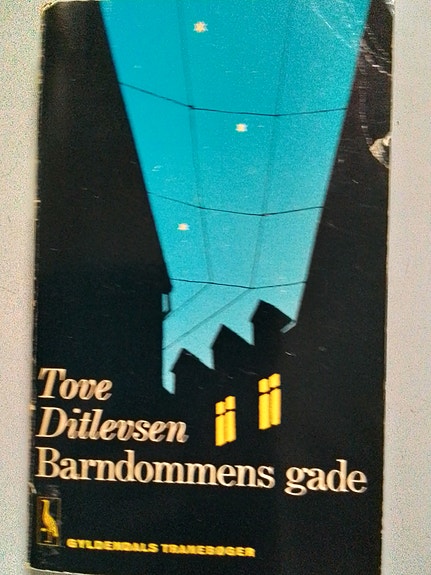 Tove
Ditlevsen
Barndommens gade
GYLDENDALS TRANEBØGER